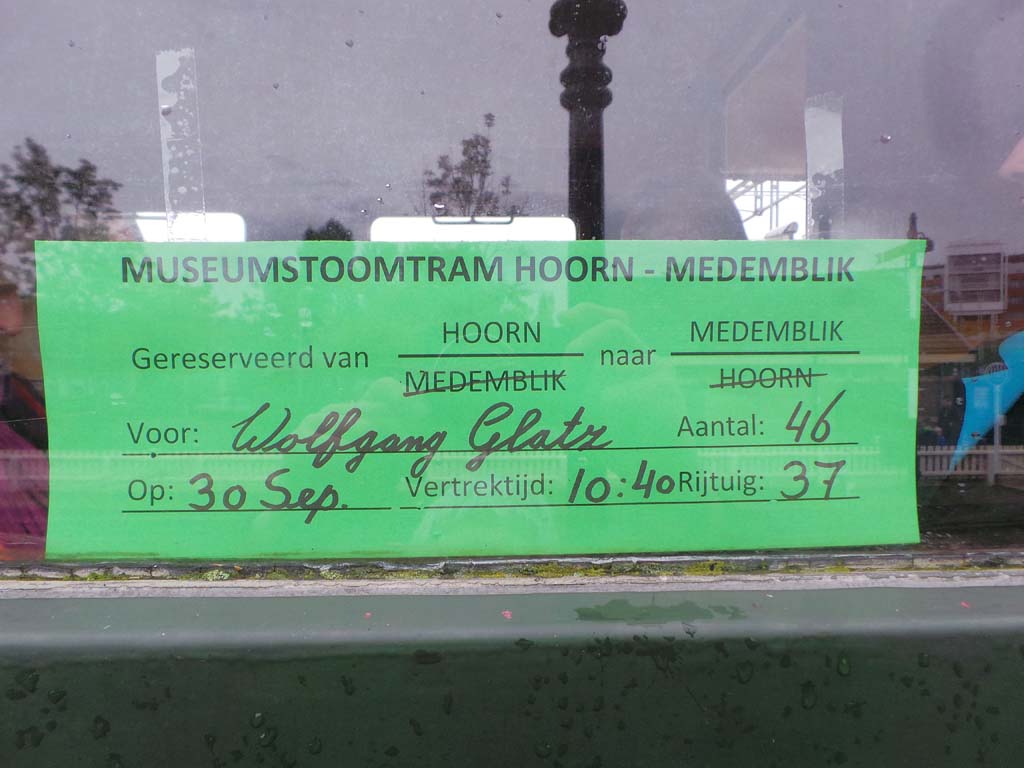 MUSEUMSTOOMTRAM HOORN - MEDEMBLIK
HOORN MEDEMBLIK
Gereserveerd van naar
MEDEMBLIK HOORN
Voor: Wolfgang Glatz Aantal: 46
Op: 30 Sep. Vertrektijd: 10:40 Rijtuig: 37